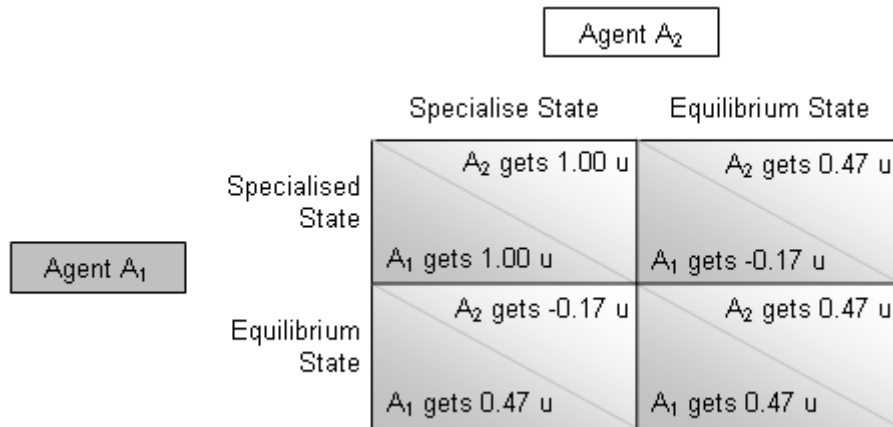 Agent A₂
Specialise State
Equilibrium State
Specialised
State
A₂ gets 1.00 u
A₁ gets 1.00 u
A₂ gets 0.47 u
A₁ gets -0.17 u
Agent A₁
Equilibrium
State
A₂ gets -0.17 u
A₁ gets 0.47 u
A₂ gets 0.47 u
A₁ gets 0.47 u